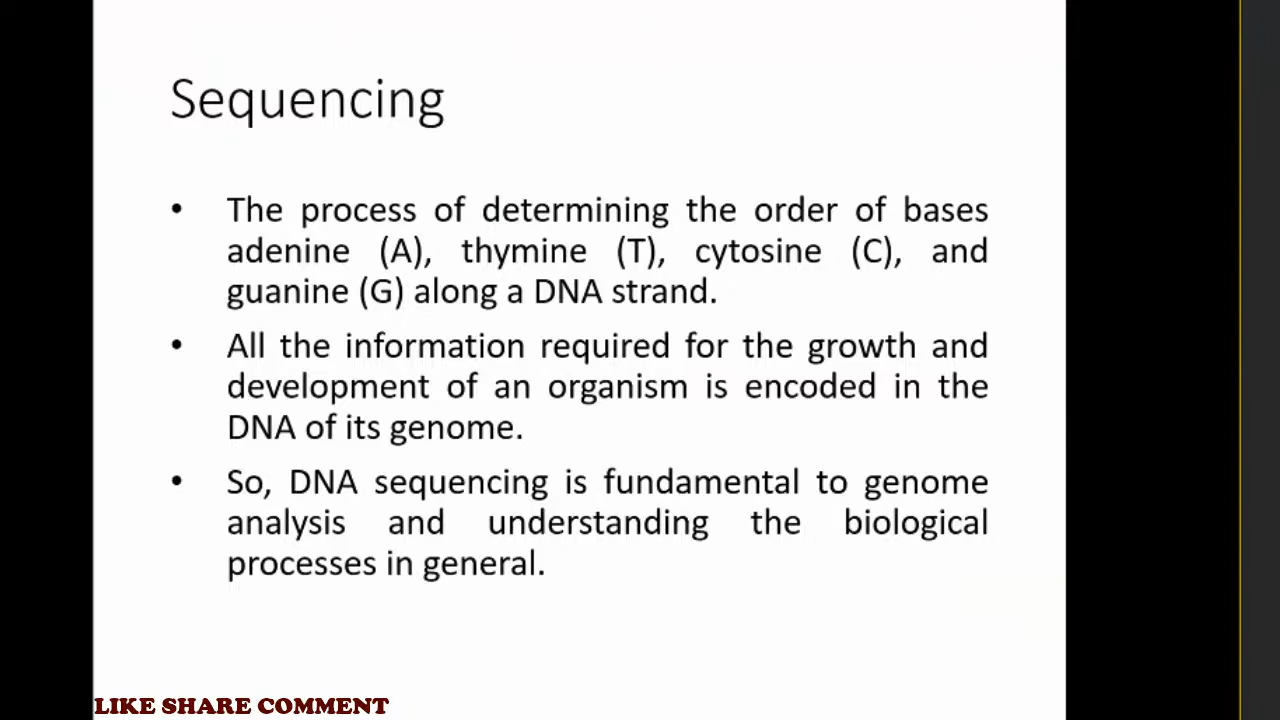 Sequencing
• The process of determining the order of bases
adenine (A), thymine (T), cytosine (C), and
guanine (G) along a DNA strand.
• All the information required for the growth and
development of an organism is encoded in the
DNA of its genome.
• So, DNA sequencing is fundamental to genome
analysis and understanding the biological
processes in general.
LIKE SHARE COMMENT